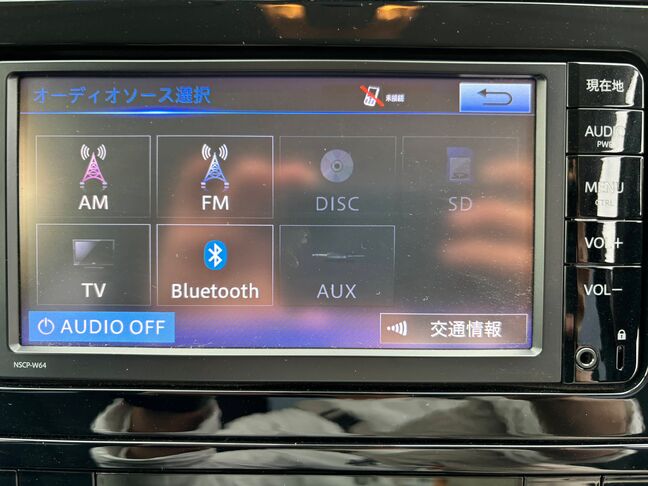 オーディオソース選択
未接続
現在地
AUDIO
PWR
AM
FM
DISC
SD
MENU
CTRL
TV
Bluetooth
AUX
VOL+
VOL−
AUDIO OFF
交通情報
NSCP-W64